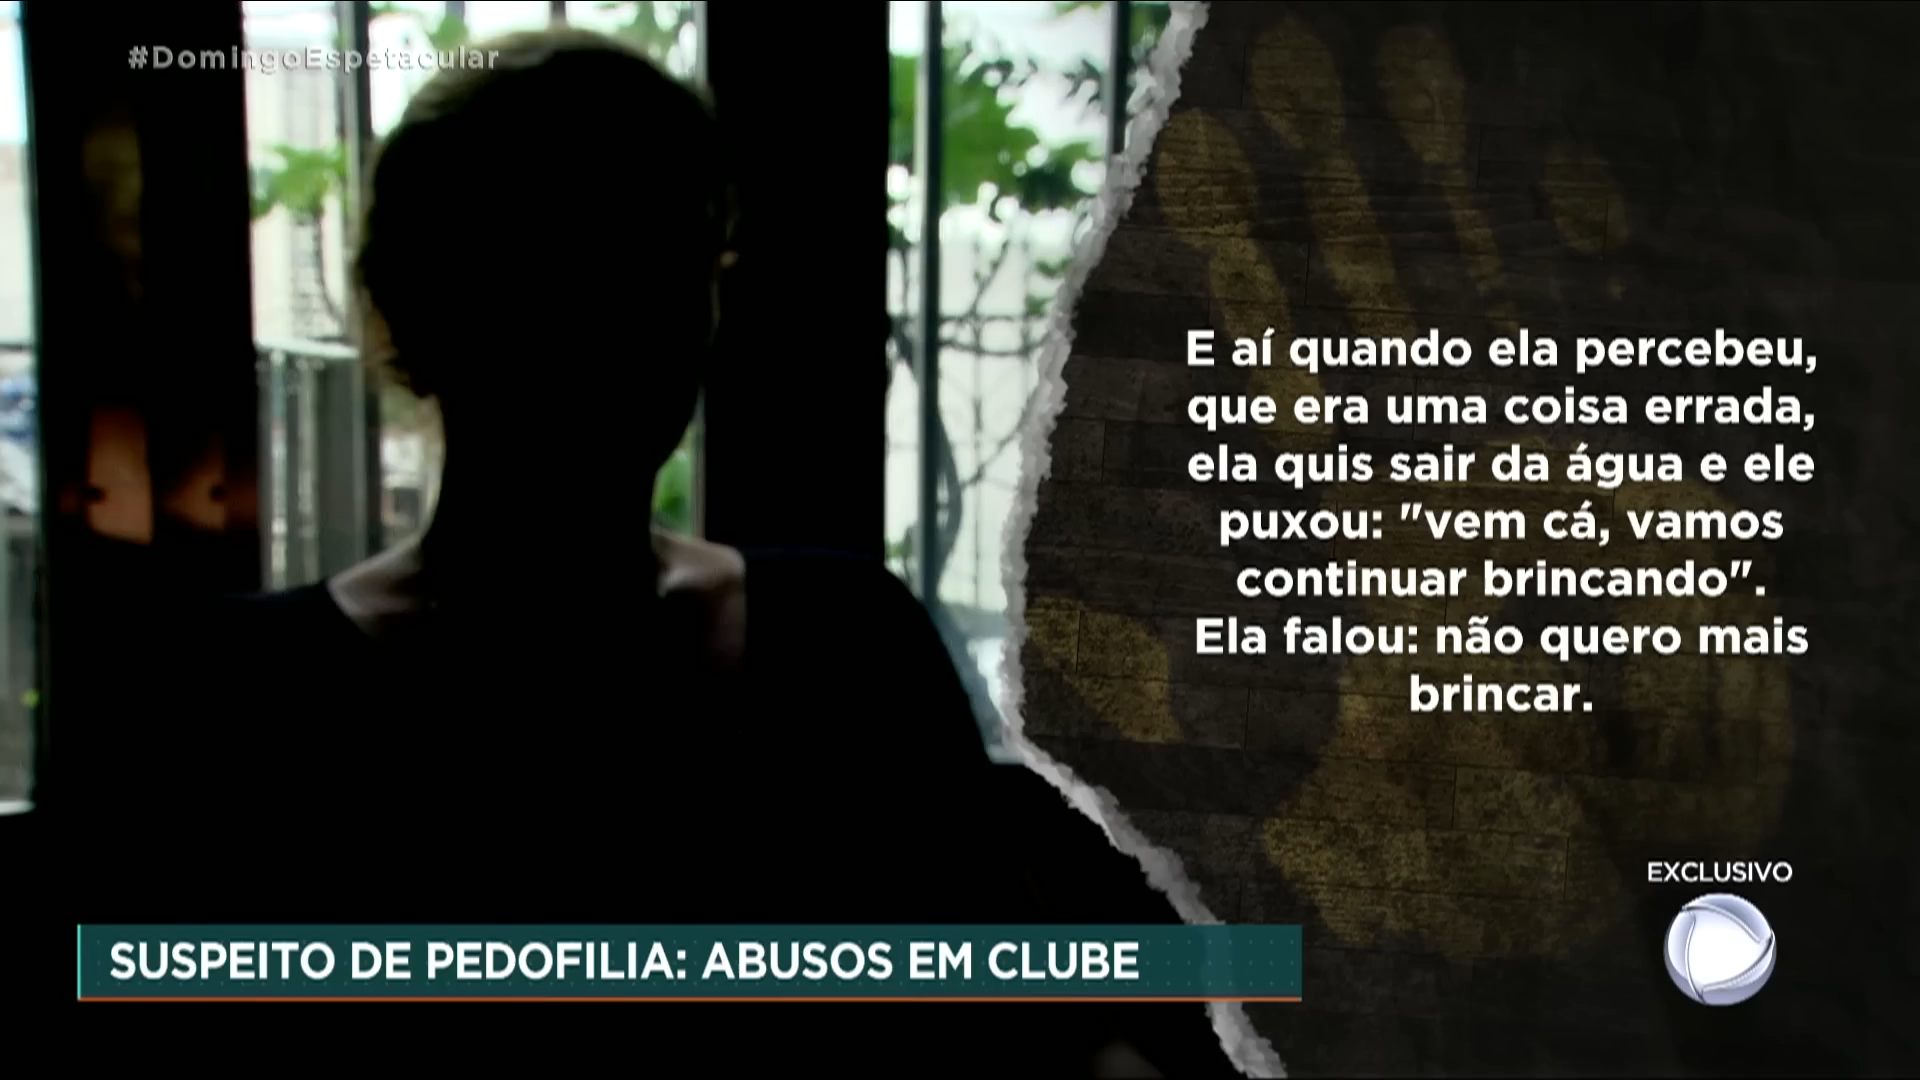 #DomingoEspetacular
E aí quando ela percebeu,
que era uma coisa errada,
ela quis sair da água e ele
puxou: "vem cá, vamos
continuar brincando".
Ela falou: não quero mais
brincar.
EXCLUSIVO
SUSPEITO DE PEDOFILIA: ABUSOS EM CLUBE